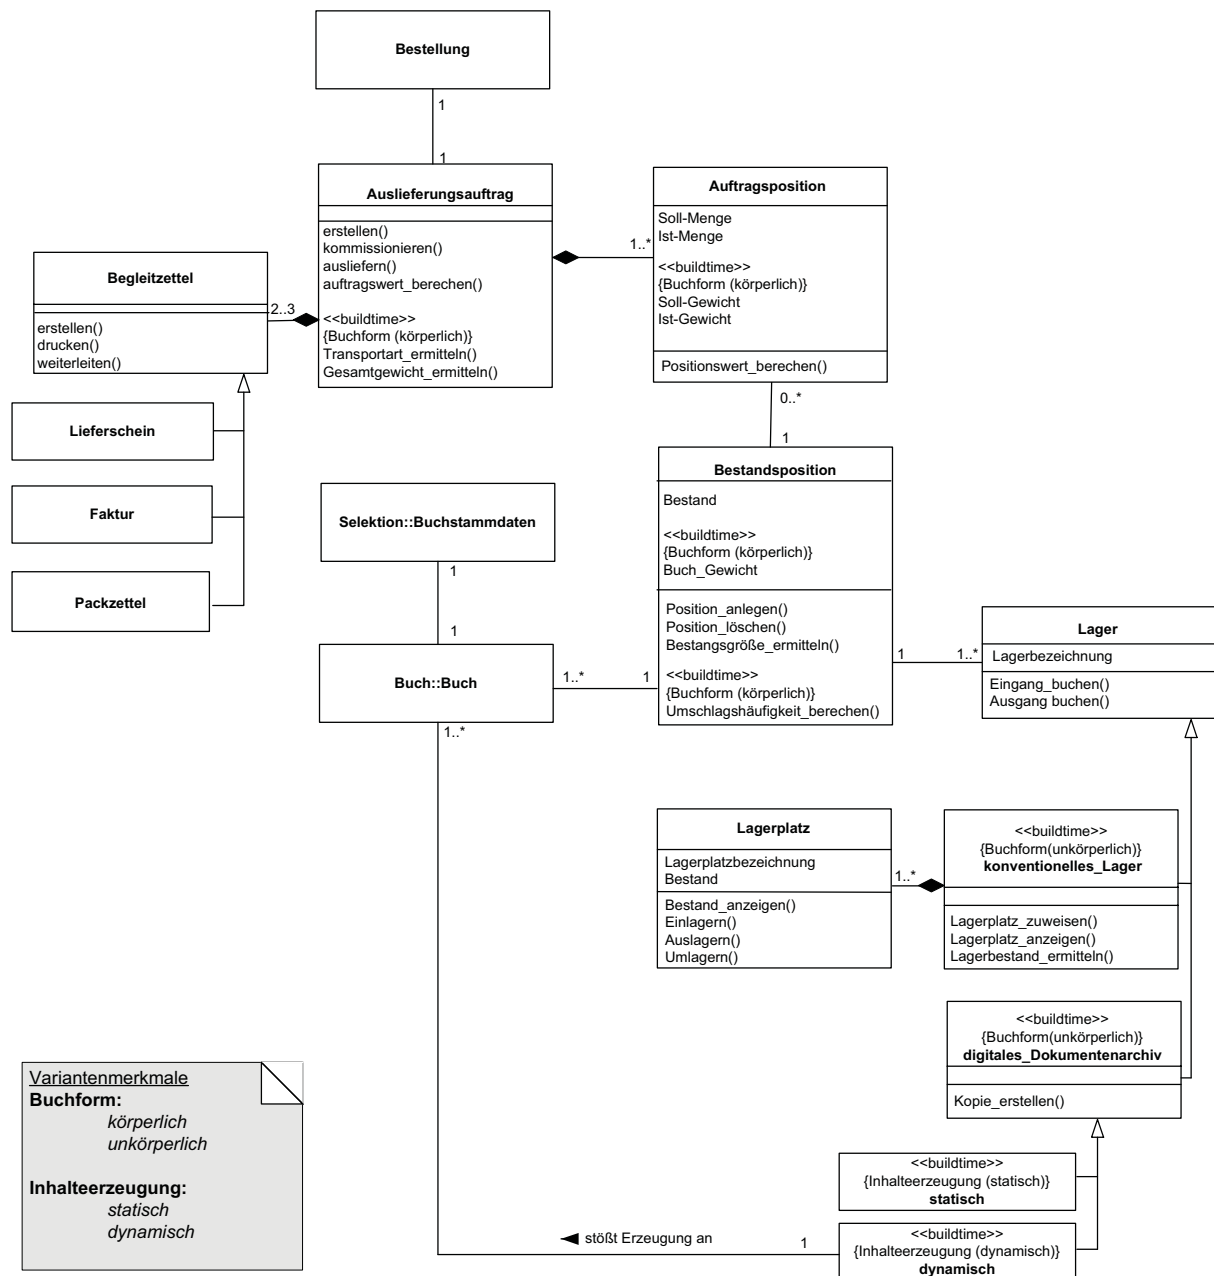 Bestellung
1
1
Auslieferungsauftrag
erstellen()
kommissionieren()
ausliefern()
auftragswert_berechen()
<<buildtime>>
{Buchform (körperlich)}
Transportart_ermitteln()
Gesamtgewicht_ermitteln()
1..*
Auftragsposition
Soll-Menge
Ist-Menge
<<buildtime>>
{Buchform (körperlich)}
Soll-Gewicht
Ist-Gewicht
Positionswert_berechen()
Begleitzettel
erstellen()
drucken()
weiterleiten()
2..3
Lieferschein
Faktur
Packzettel
0..*
1
Bestandsposition
Bestand
<<buildtime>>
{Buchform (körperlich)}
Buch_Gewicht
Position_anlegen()
Position_löschen()
Bestangsgröße_ermitteln()
<<buildtime>>
{Buchform (körperlich)}
Umschlagshäufigkeit_berechen()
Selektion::Buchstammdaten
1
1
Buch::Buch
1..*
1
1..*
1
1..*
Lager
Lagerbezeichnung
Eingang_buchen()
Ausgang buchen()
Lagerplatz
Lagerplatzbezeichnung
Bestand
Bestand_anzeigen()
Einlagern()
Auslagern()
Umlagern()
1..*
<<buildtime>>
{Buchform(unkörperlich)}
konventionelles_Lager
Lagerplatz_zuweisen()
Lagerplatz_anzeigen()
Lagerbestand_ermitteln()
<<buildtime>>
{Buchform(unkörperlich)}
digitales_Dokumentenarchiv
Kopie_erstellen()
<<buildtime>>
{Inhalteerzeugung (statisch)}
statisch
<<buildtime>>
{Inhalteerzeugung (dynamisch)}
dynamisch
stößt Erzeugung an
1
Variantenmerkmale
Buchform:
körperlich
unkörperlich
Inhalteerzeugung:
statisch
dynamisch